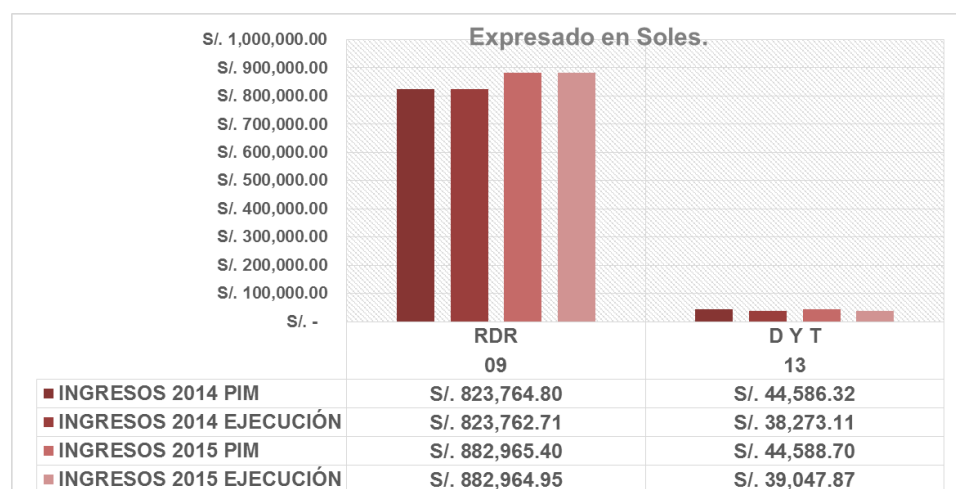 Expresado en Soles.
S/. 1,000,000.00
S/. 900,000.00
S/. 800,000.00
S/. 700,000.00
S/. 600,000.00
S/. 500,000.00
S/. 400,000.00
S/. 300,000.00
S/. 200,000.00
S/. 100,000.00
S/. -
RDR D Y T
09 13
INGRESOS 2014 PIM S/. 823,764.80 S/. 44,586.32
INGRESOS 2014 EJECUCIÓN S/. 823,762.71 S/. 38,273.11
INGRESOS 2015 PIM S/. 882,965.40 S/. 44,588.70
INGRESOS 2015 EJECUCIÓN S/. 882,964.95 S/. 39,047.87